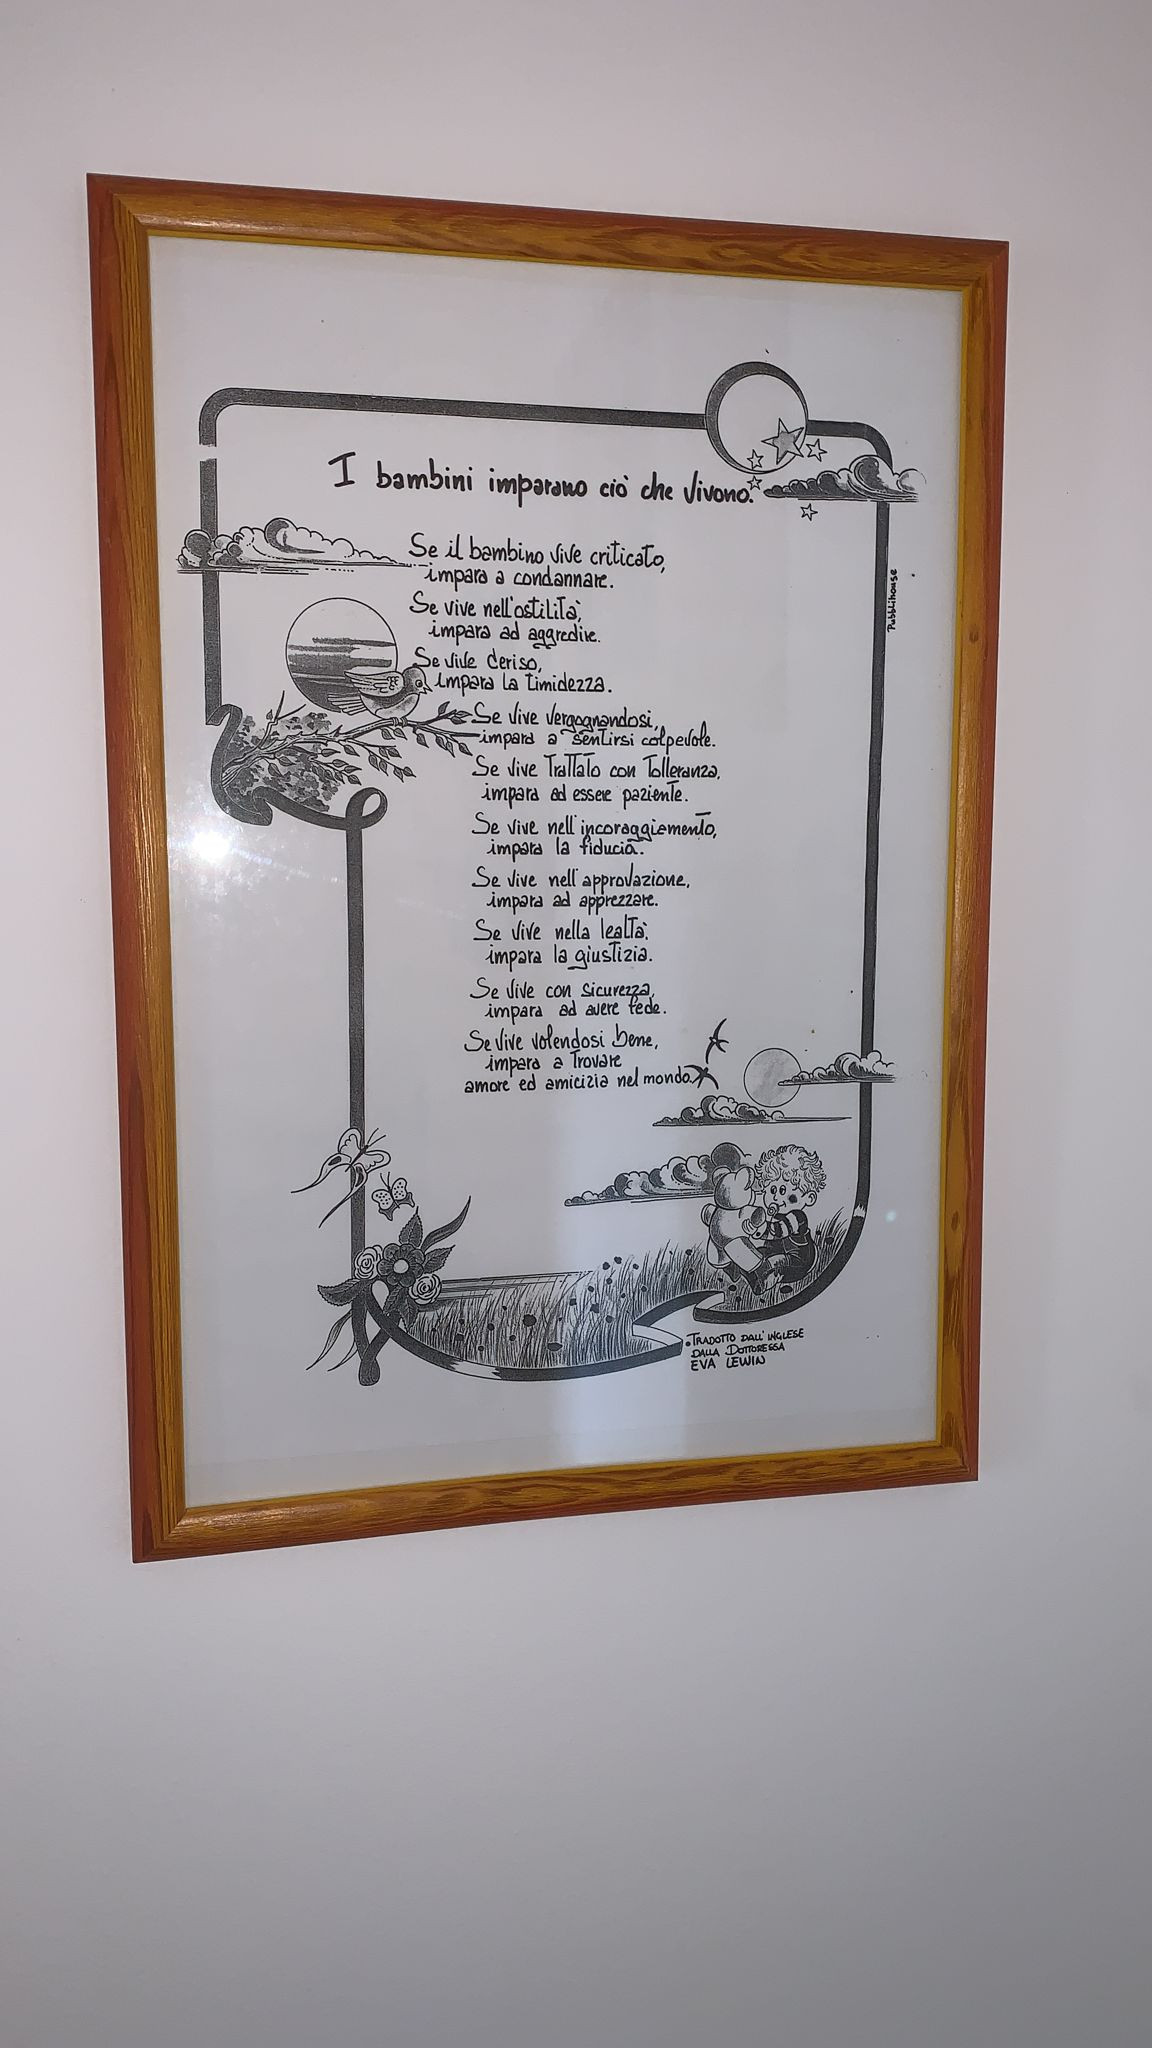 I bambini imparano ciò che vivono.
Se il bambino vive criticato,
impara a condannare.
Se vive nell'ostilità,
impara ad aggredire.
Se vive deriso,
impara la timidezza.
Se vive vergognandosi,
impara a sentirsi colpevole.
Se vive trattato con tolleranza,
impara ad essere paziente.
Se vive nell'incoraggiamento,
impara la fiducia.
Se vive nell'approvazione,
impara ad apprezzare.
Se vive nella lealtà,
impara la giustizia.
Se vive con sicurezza,
impara ad avere fede.
Se vive volendosi bene,
impara a trovare
amore ed amicizia nel mondo.
Pubblihouse
•TRADOTTO DALL'INGLESE
DALLA DOTTORESSA
EVA LEWIN